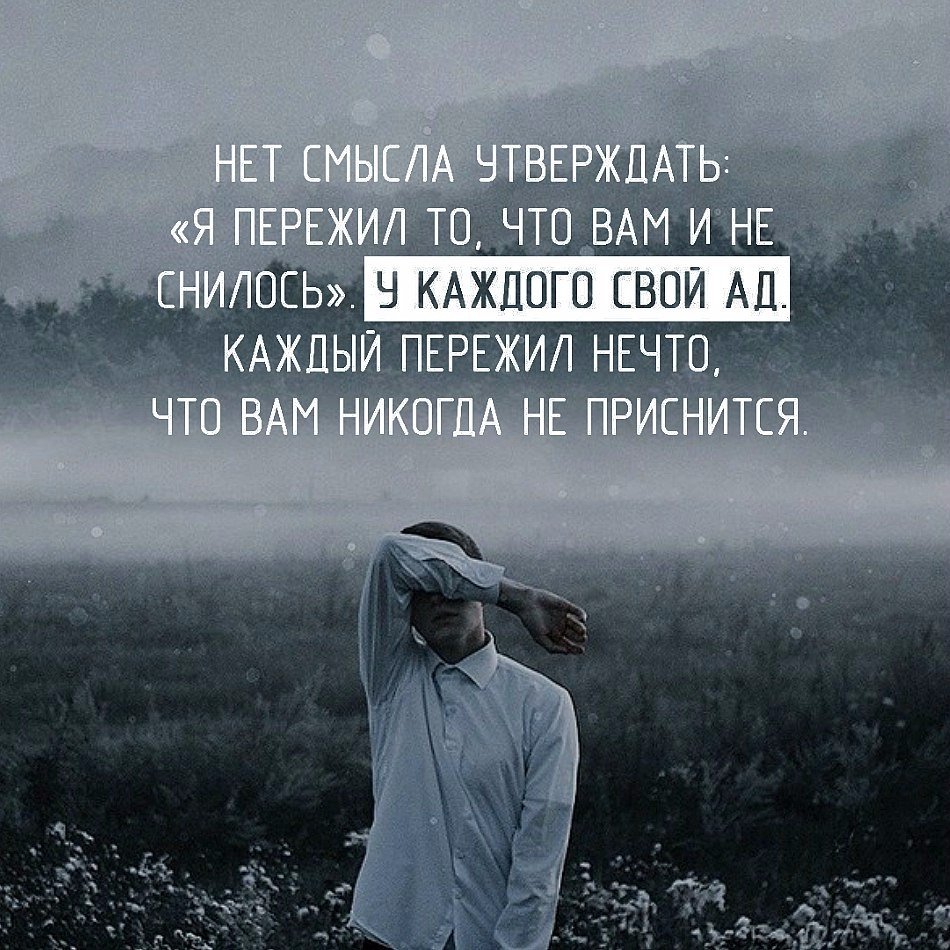 НЕТ СМЫСЛА УТВЕРЖДАТЬ:
«Я ПЕРЕЖИЛ ТО, ЧТО ВАМ И НЕ
СНИЛОСЬ». У КАЖДОГО СВОЙ АД.
КАЖДЫЙ ПЕРЕЖИЛ НЕЧТО,
ЧТО ВАМ НИКОГДА НЕ ПРИСНИТСЯ.